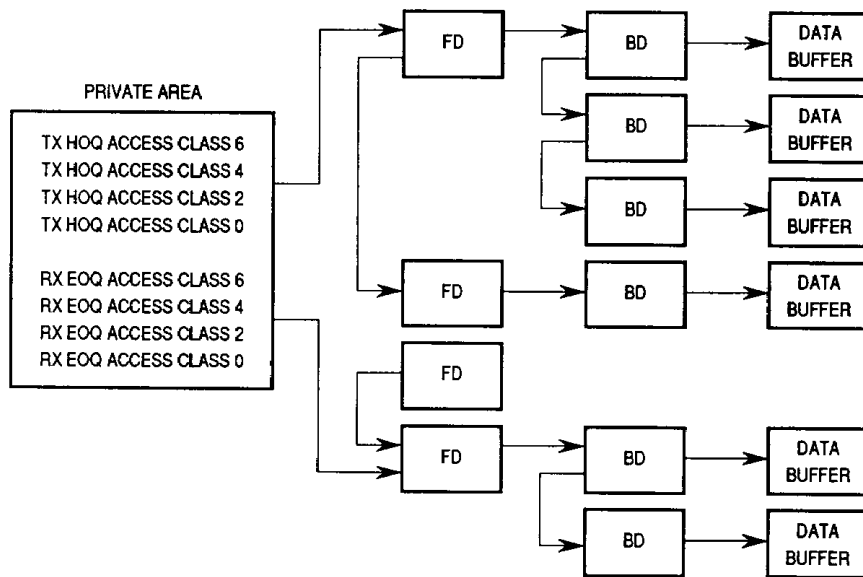 PRIVATE AREA
TX HOQ ACCESS CLASS 6
TX HOQ ACCESS CLASS 4
TX HOQ ACCESS CLASS 2
TX HOQ ACCESS CLASS 0
RX EOQ ACCESS CLASS 6
RX EOQ ACCESS CLASS 4
RX EOQ ACCESS CLASS 2
RX EOQ ACCESS CLASS 0
FD
BD
DATA
BUFFER
BD
DATA
BUFFER
BD
DATA
BUFFER
FD
BD
DATA
BUFFER
FD
FD
BD
DATA
BUFFER
BD
DATA
BUFFER